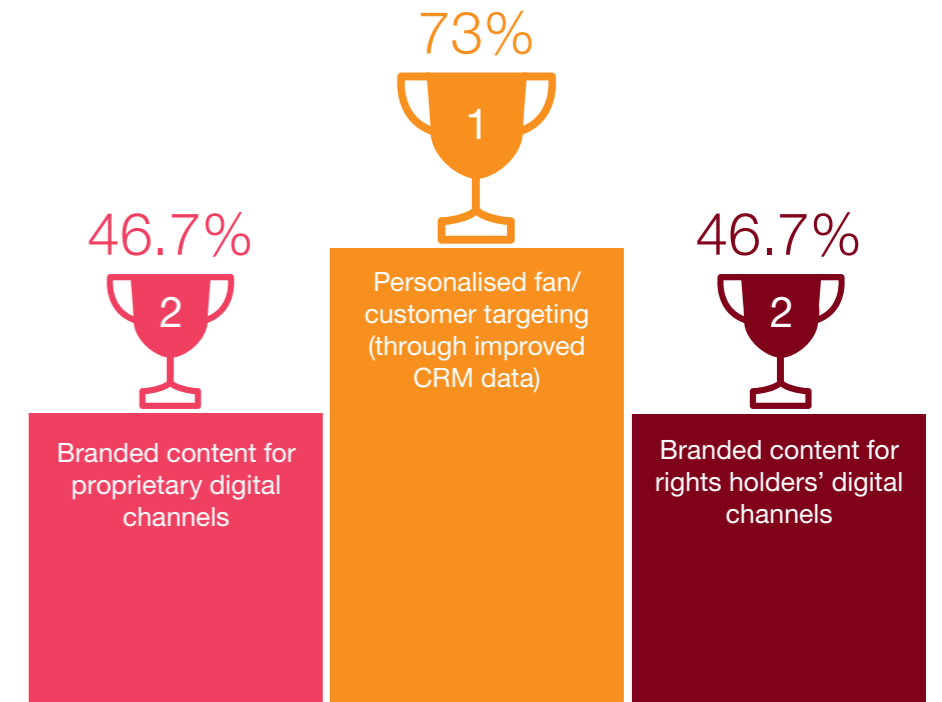 73%
1
Personalised fan/
customer targeting
(through improved
CRM data)
46.7%
2
Branded content for
proprietary digital
channels
46.7%
2
Branded content for
rights holders’ digital
channels